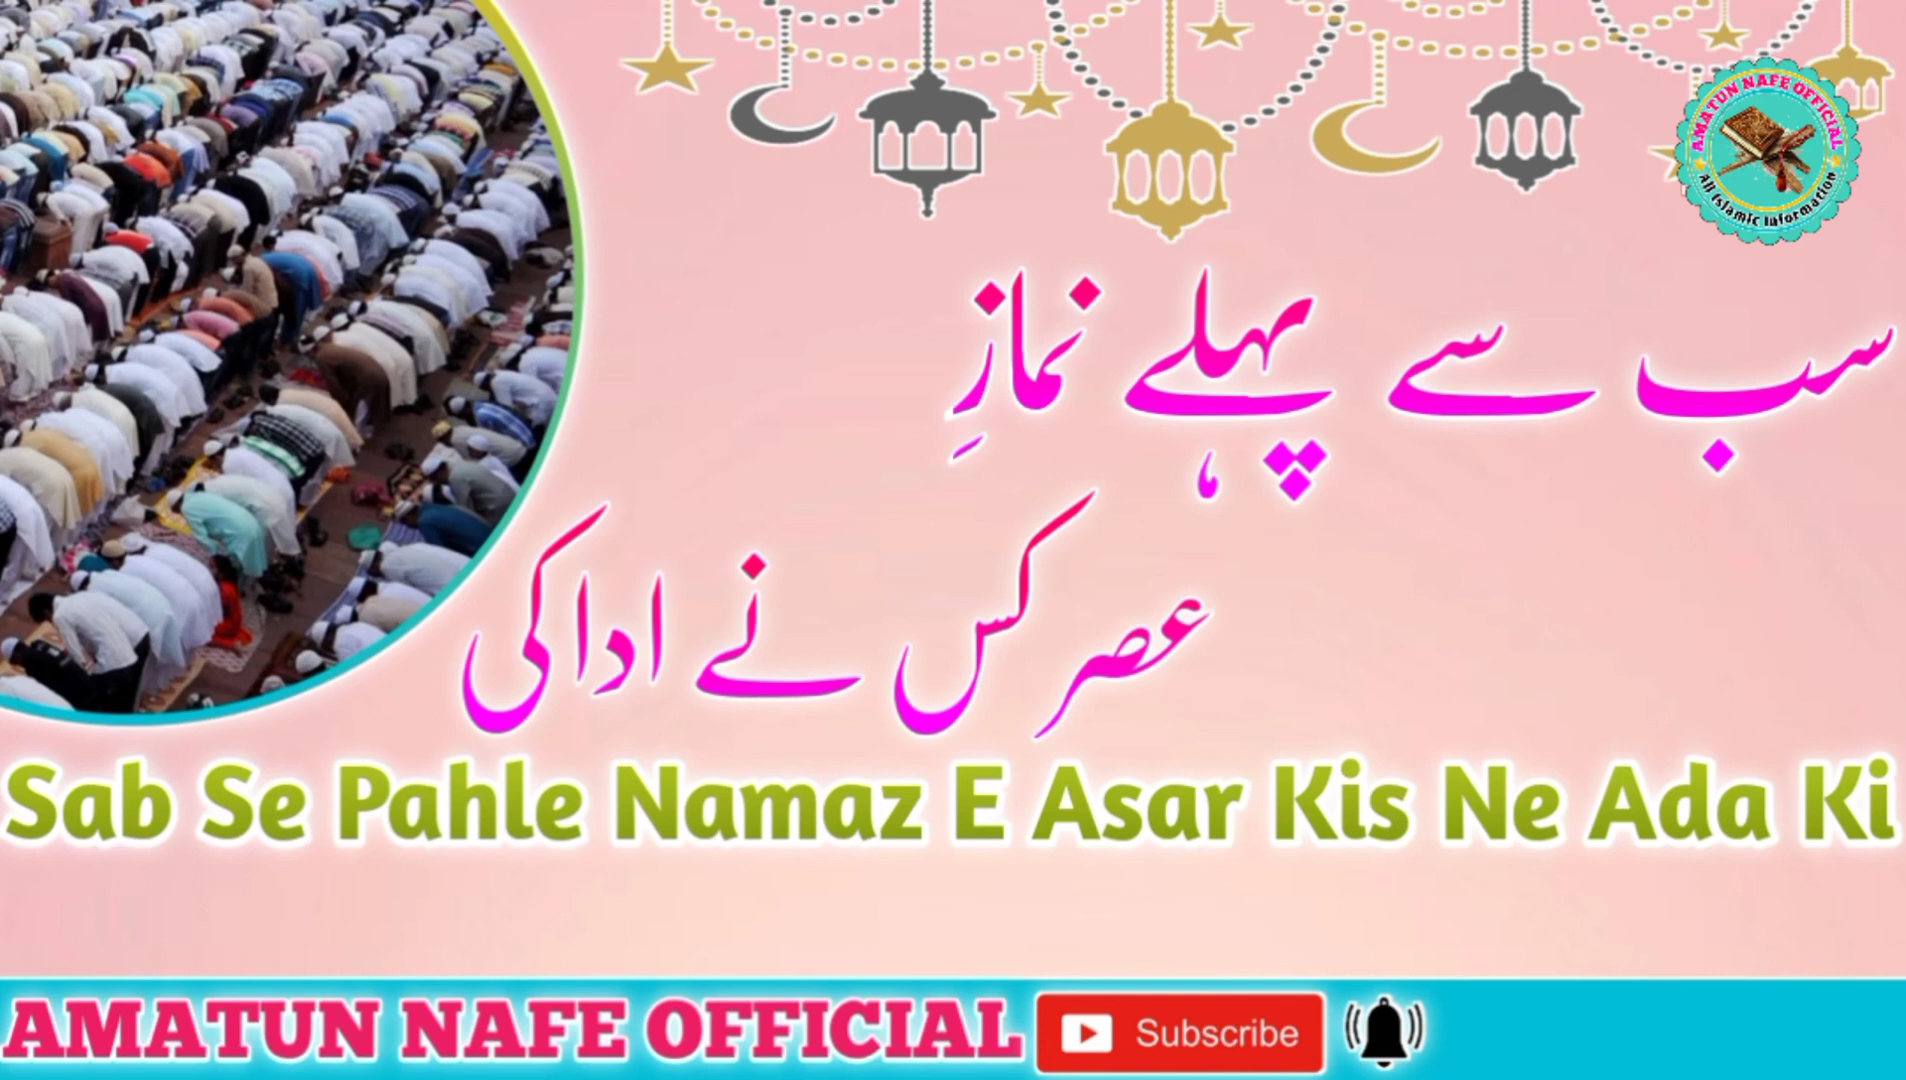 AMATUN NAFE OFFICIAL
All Islamic Information
سب سے پہلے نمازِ
عصر کس نے ادا کی
Sab Se Pahle Namaz E Asar Kis Ne Ada Ki
AMATUN NAFE OFFICIAL Subscribe